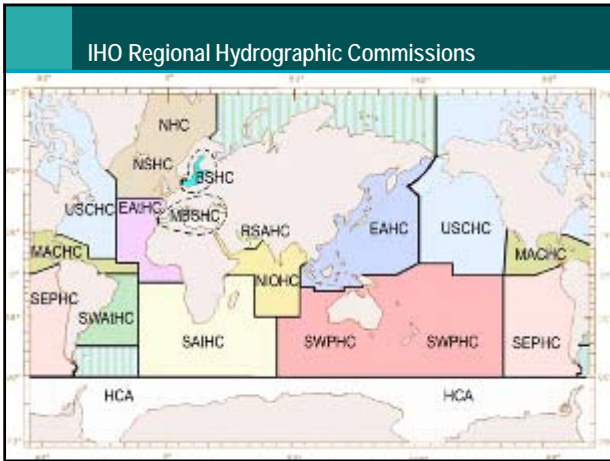 IHO Regional Hydrographic Commissions
NHC
NSHC
BSHC
USCHC
EAtHC
MBSHC
RSAHC
EAHC
USCHC
MACHC
NIOHC
MACHC
SEPHC
SWAtHC
SAIHC
SWPHC
SWPHC
SEPHC
HCA
HCA